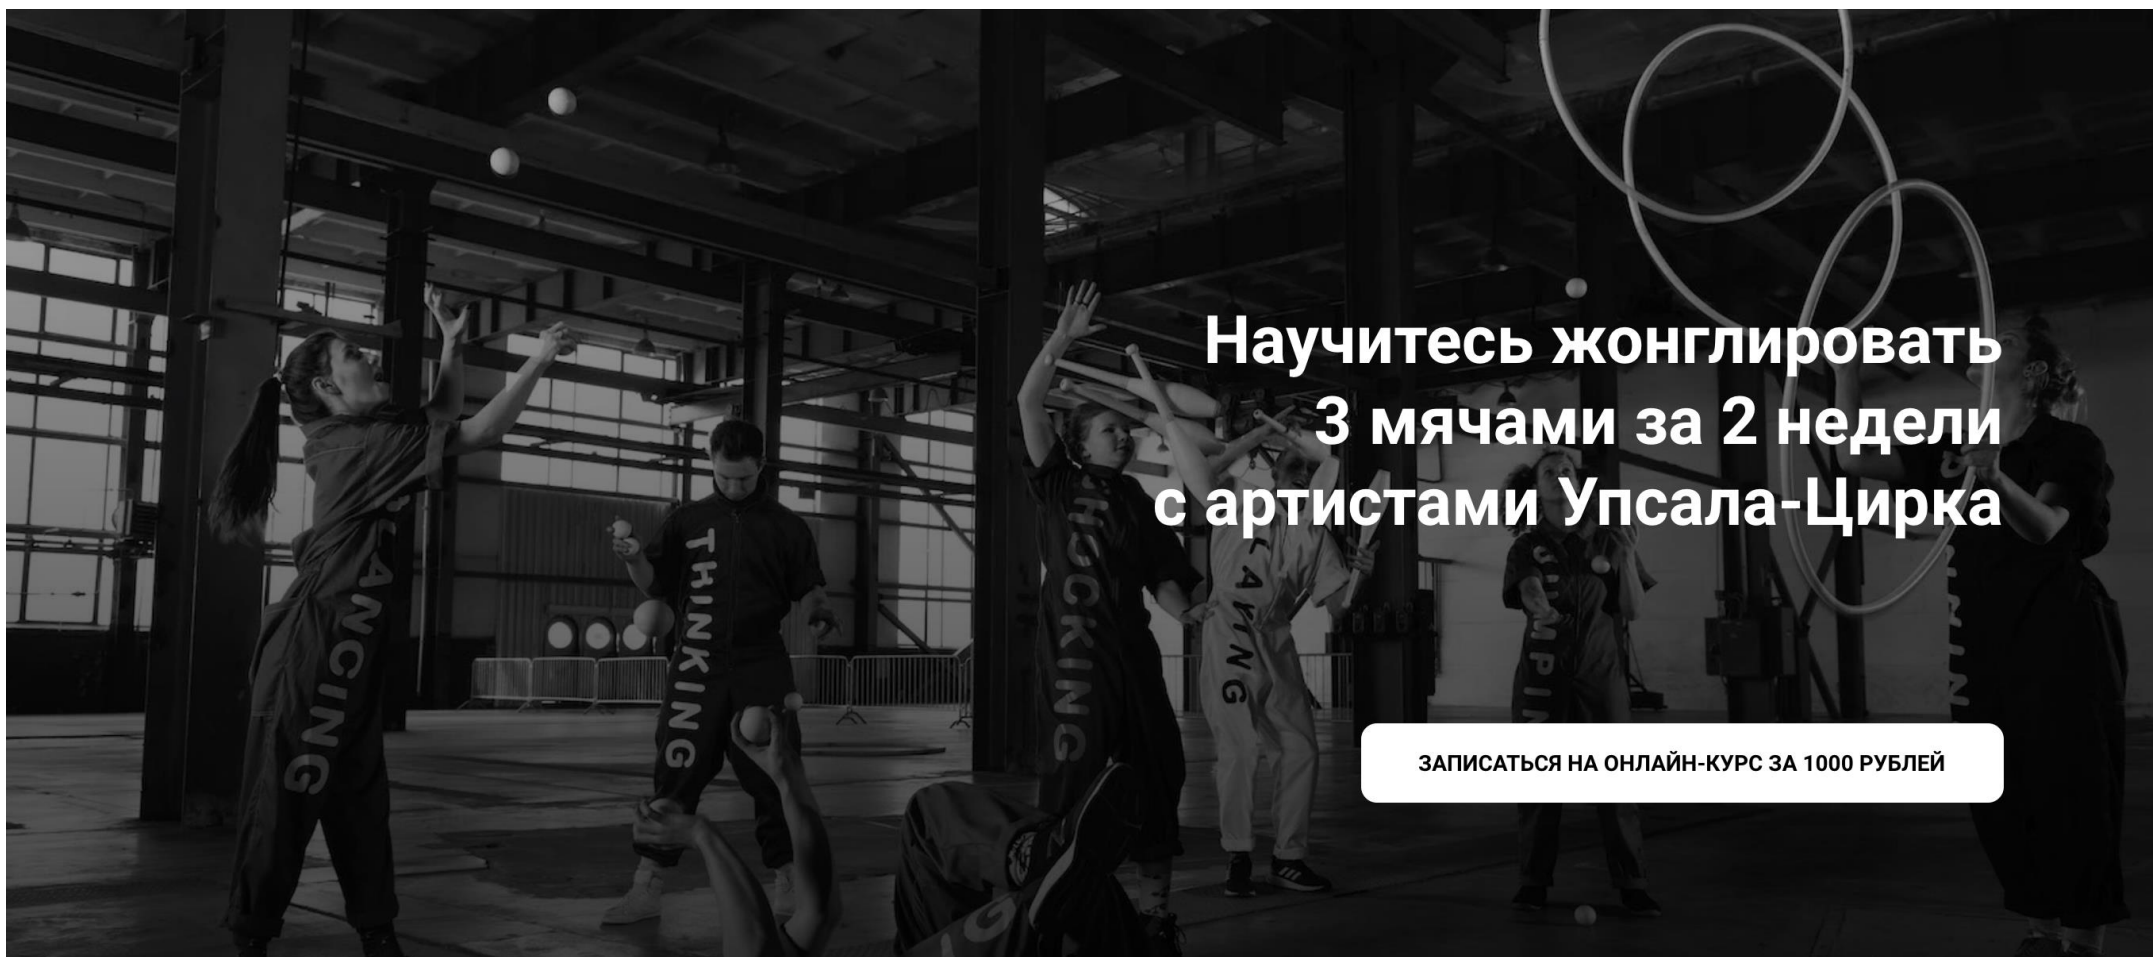 Научитесь жонглировать
3 мячами за 2 недели
с артистами Упсала-Цирка
ЗАПИСАТЬСЯ НА ОНЛАЙН-КУРС ЗА 1000 РУБЛЕЙ
THINKING